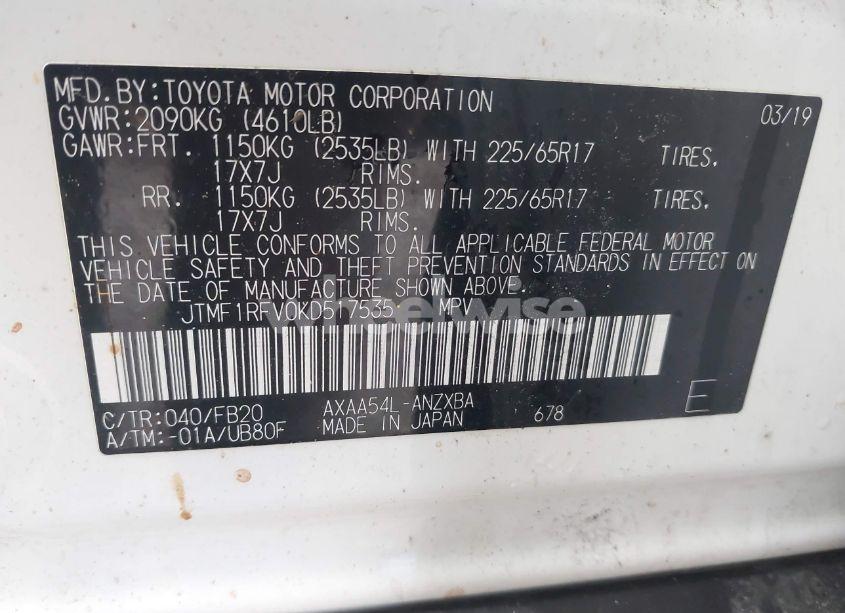 MFD. BY: TOYOTA MOTOR CORPORATION 03/19
GVWR: 2090KG (4610LB)
GAWR: FRT. 1150KG (2535LB) WITH 225/65R17 TIRES,
17X7J RIMS.
RR. 1150KG (2535LB) WITH 225/65R17 TIRES,
17X7J RIMS.
THIS VEHICLE CONFORMS TO ALL APPLICABLE FEDERAL MOTOR
VEHICLE SAFETY AND THEFT PREVENTION STANDARDS IN EFFECT ON
THE DATE OF MANUFACTURE SHOWN ABOVE.
wheelwise
MPV
C/TR: 040/FB20 AXAA54L-ANZXBA
A/TM: -01A/UB80F MADE IN JAPAN 678 E